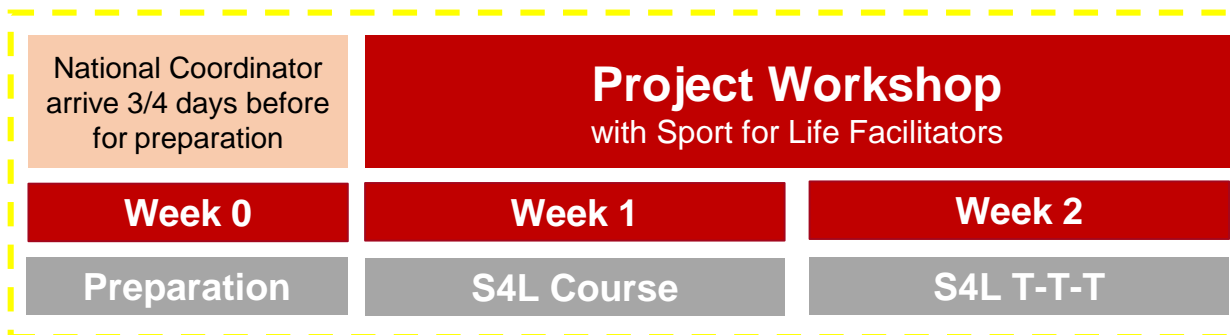 National Coordinator
arrive 3/4 days before
for preparation
Project Workshop
with Sport for Life Facilitators
Week 0
Week 1
Week 2
Preparation
S4L Course
S4L T-T-T